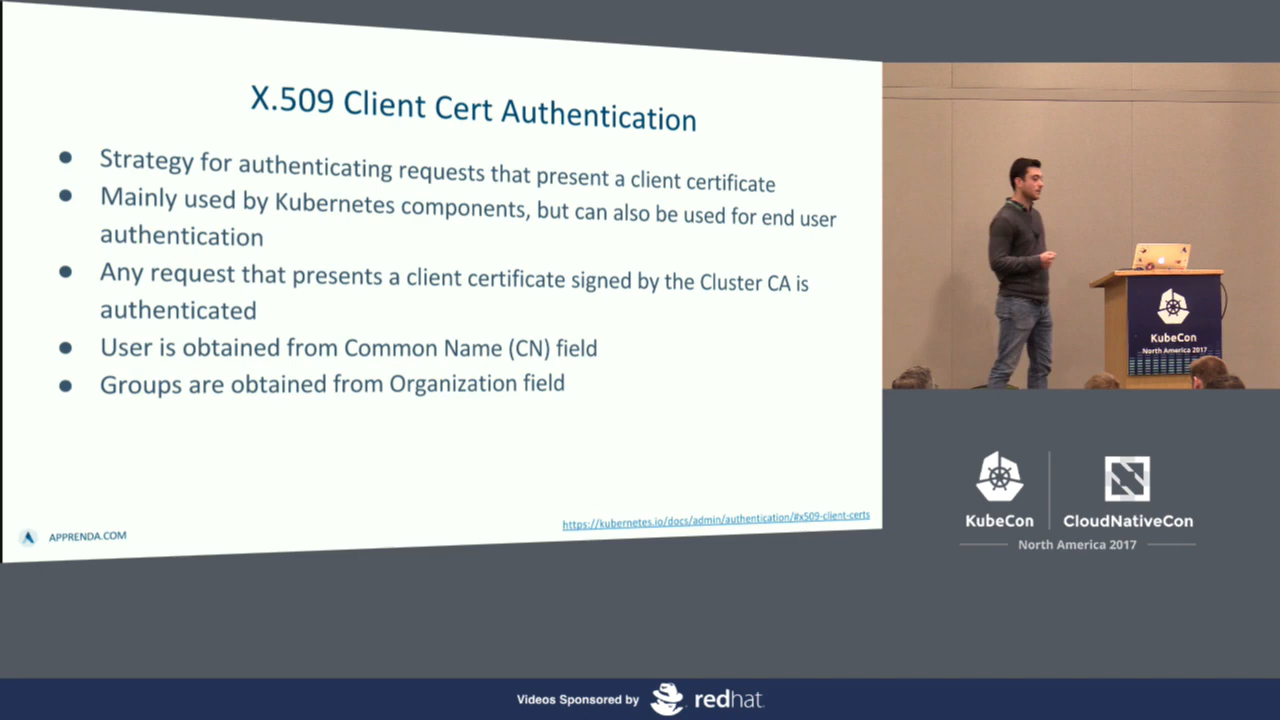 X.509 Client Cert Authentication
● Strategy for authenticating requests that present a client certificate
● Mainly used by Kubernetes components, but can also be used for end user
authentication
● Any request that presents a client certificate signed by the Cluster CA is
authenticated
● User is obtained from Common Name (CN) field
● Groups are obtained from Organization field
https://kubernetes.io/docs/admin/authentication/#x509-client-certs
APPRENDA.COM
KubeCon
North America 2017
KubeCon
CloudNativeCon
North America 2017
Videos Sponsored by redhat